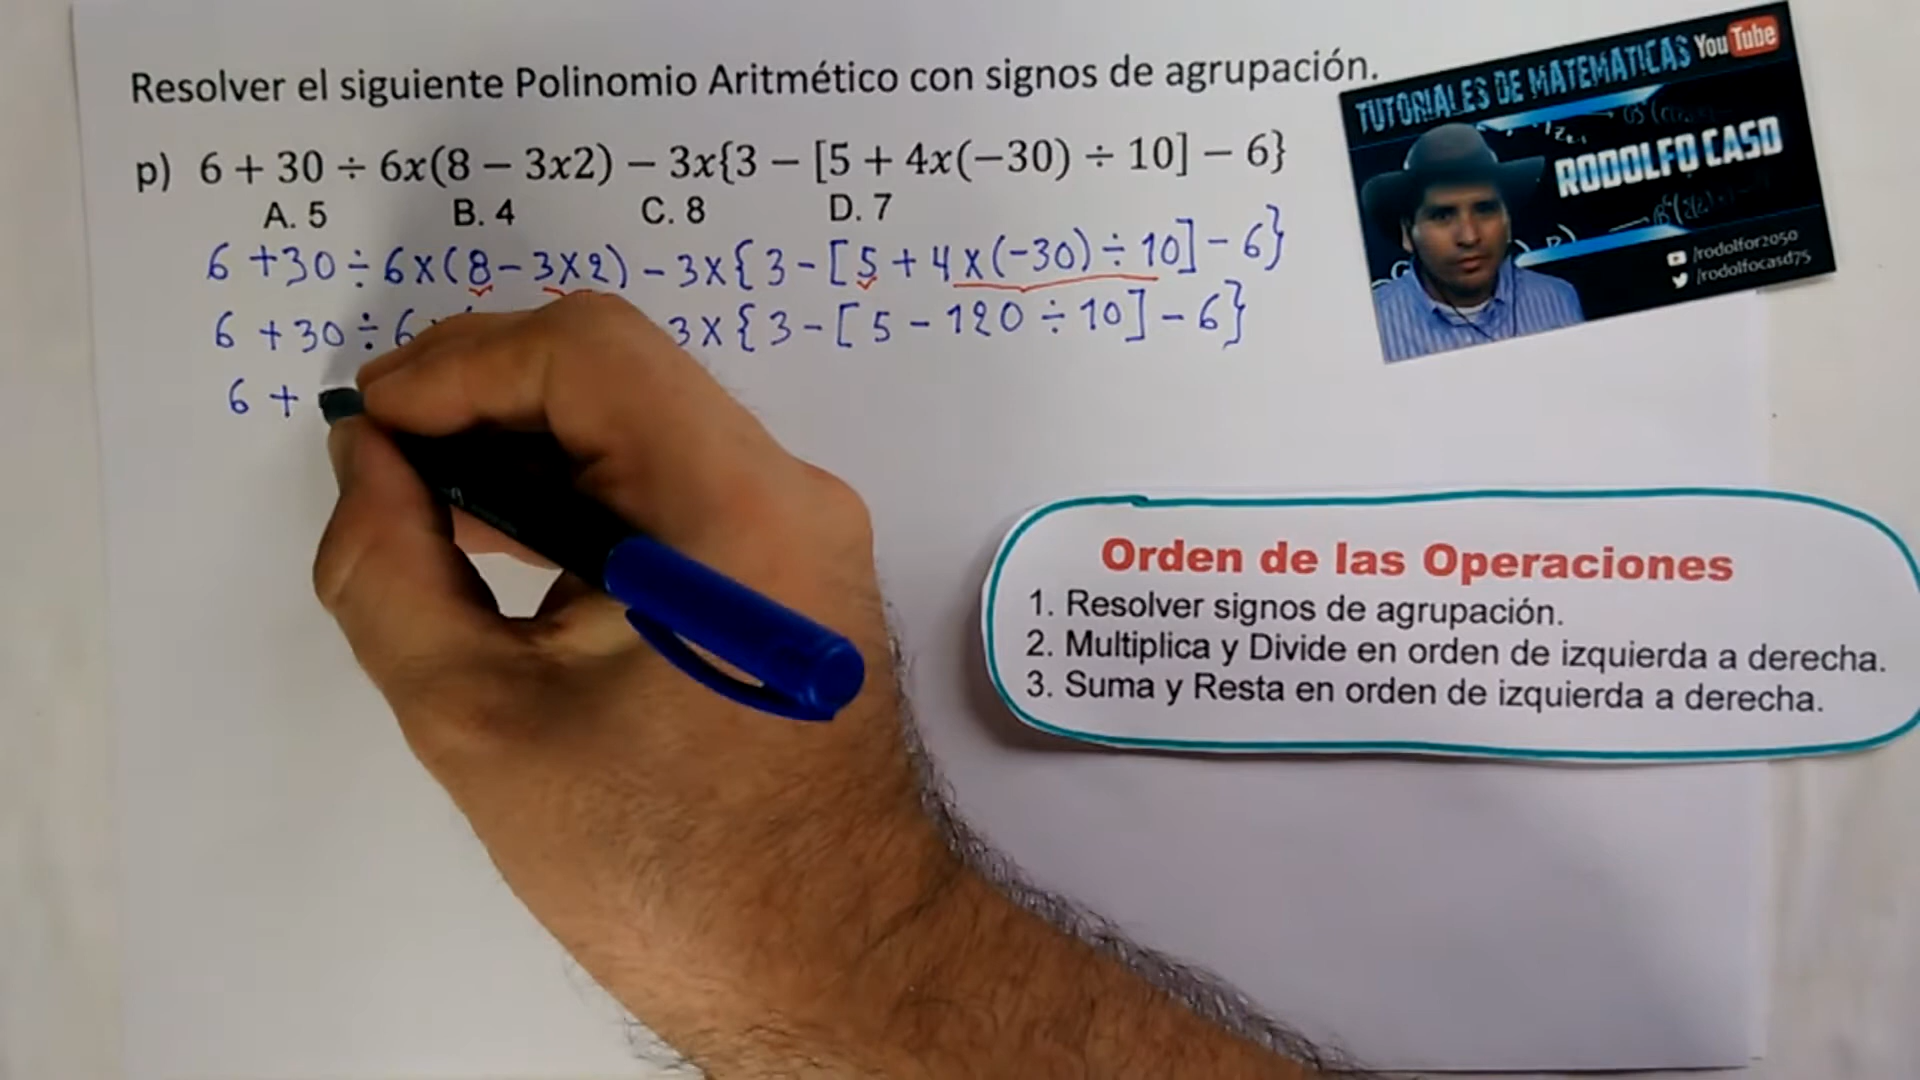 Resolver el siguiente Polinomio Aritmético con signos de agrupación.
p) 6 + 30 ÷ 6x(8 − 3x2) − 3x{3 − [5 + 4x(−30) ÷ 10] − 6}
A. 5 B. 4 C. 8 D. 7
6 + 30 ÷ 6 x (8 − 3 x 2) − 3 x { 3 − [ 5 + 4 x (−30) ÷ 10 ] − 6 }
6 + 30 ÷ 6 3 x { 3 − [ 5 − 120 ÷ 10 ] − 6 }
6 +
TUTORIALES DE MATEMATICAS YouTube
RODOLFO CASD
/rodolfor2050
/rodolfocasd75
Orden de las Operaciones
1. Resolver signos de agrupación.
2. Multiplica y Divide en orden de izquierda a derecha.
3. Suma y Resta en orden de izquierda a derecha.